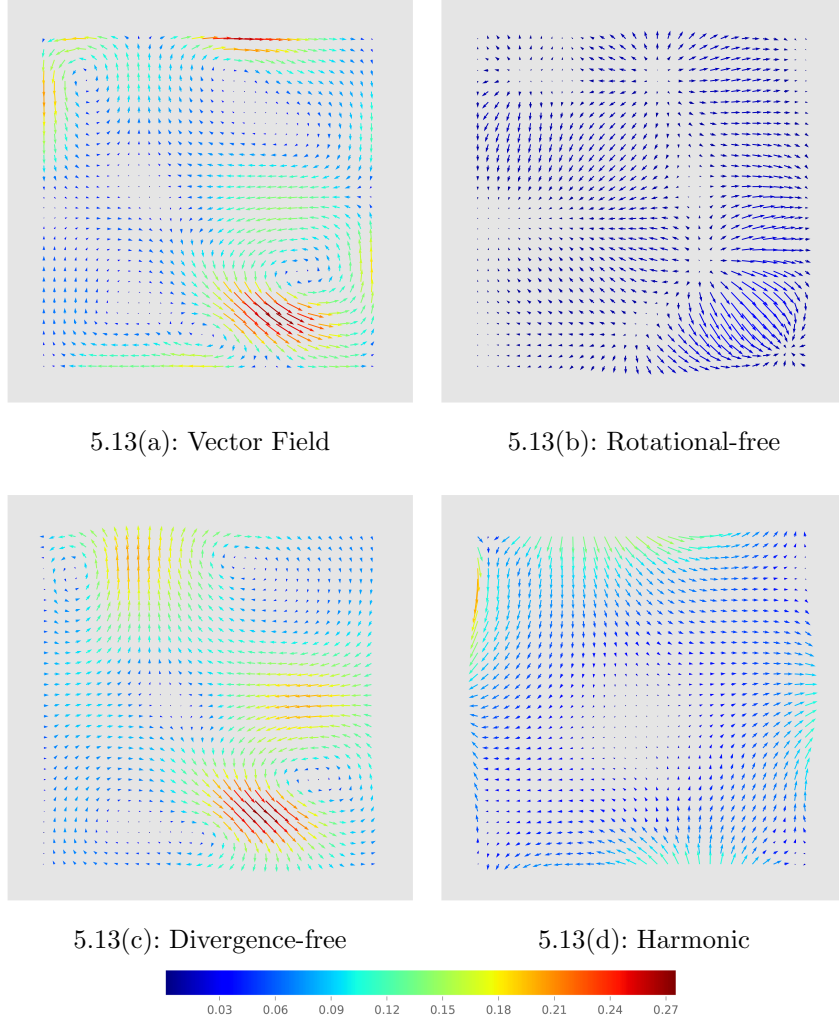 5.13(a): Vector Field
5.13(b): Rotational-free
5.13(c): Divergence-free
5.13(d): Harmonic
0.03 0.06 0.09 0.12 0.15 0.18 0.21 0.24 0.27